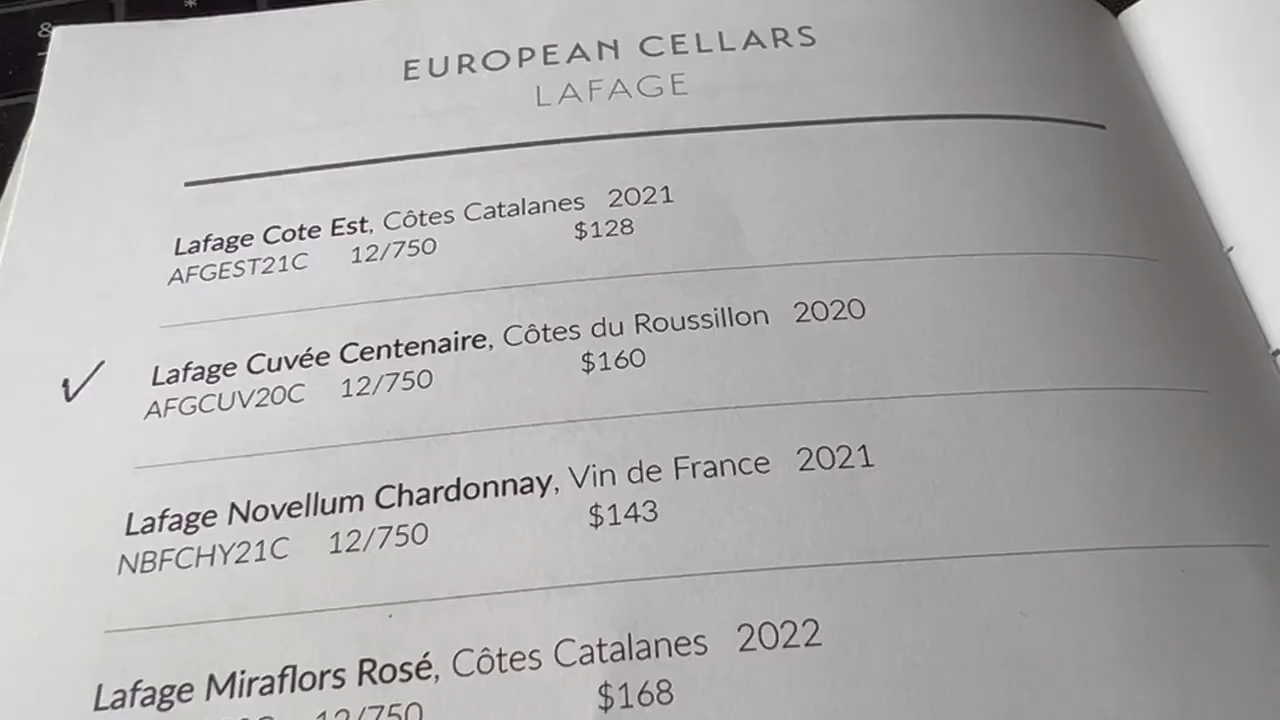 &
*
EUROPEAN CELLARS
LAFAGE
Lafage Cote Est, Côtes Catalanes 2021
AFGEST21C 12/750 $128
Lafage Cuvée Centenaire, Côtes du Roussillon 2020
AFGCUV20C 12/750 $160
Lafage Novellum Chardonnay, Vin de France 2021
NBFCHY21C 12/750 $143
Lafage Miraflors Rosé, Côtes Catalanes 2022
12/750 $168